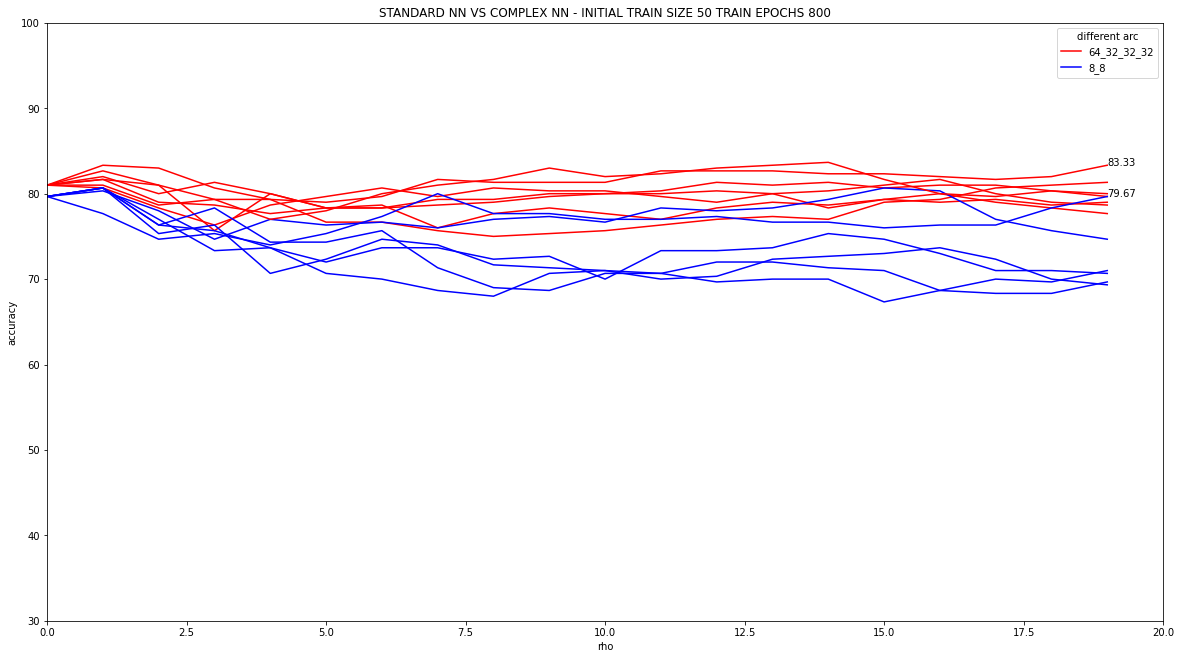 STANDARD NN VS COMPLEX NN - INITIAL TRAIN SIZE 50 TRAIN EPOCHS 800
different arc
64_32_32_32
8_8
100
90
80
70
60
50
40
30
accuracy
83.33
79.67
0.0 2.5 5.0 7.5 10.0 12.5 15.0 17.5 20.0
rho